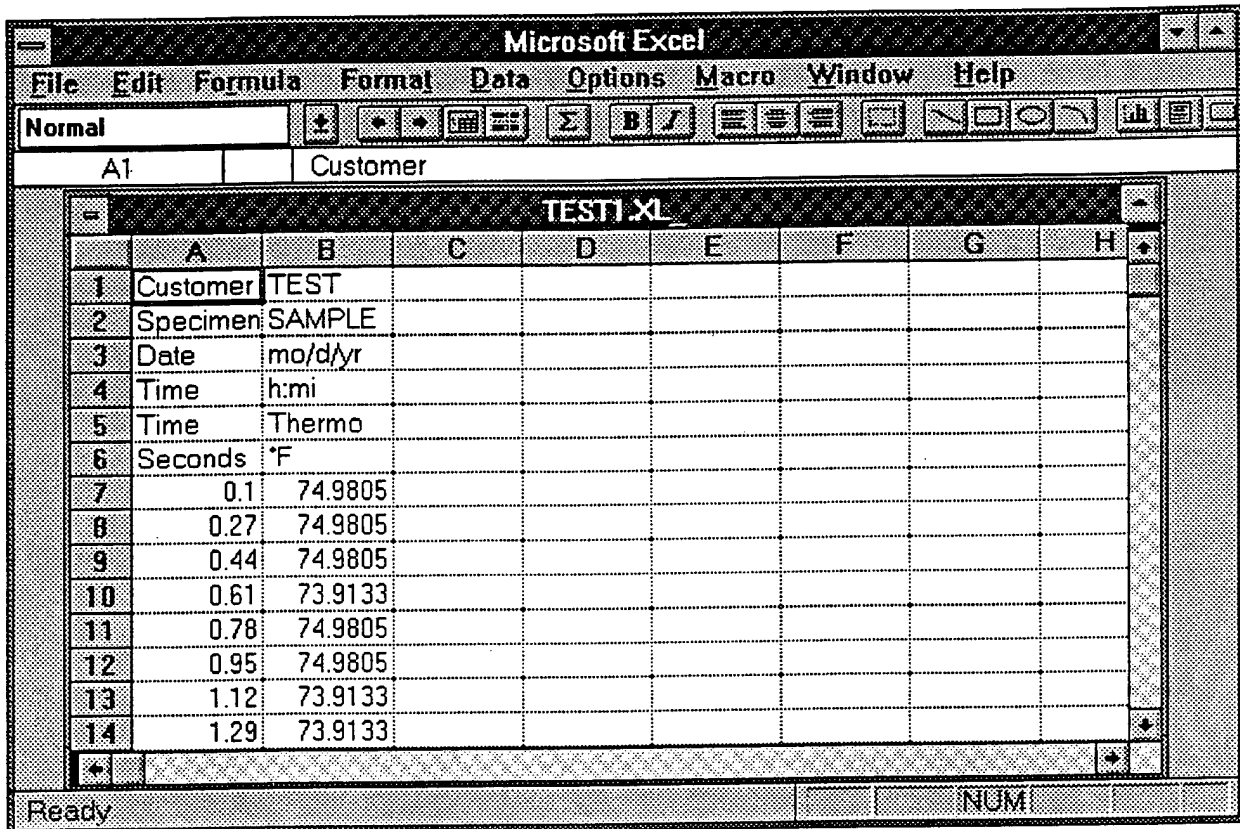 Microsoft Excel
File Edit Formula Format Data Options Macro Window Help
Normal Σ B I
A1 Customer
TEST1.XL_
A B C D E F G H
1 Customer TEST
2 Specimen SAMPLE
3 Date mo/d/yr
4 Time h:mi
5 Time Thermo
6 Seconds °F
7 0.1 74.9805
8 0.27 74.9805
9 0.44 74.9805
10 0.61 73.9133
11 0.78 74.9805
12 0.95 74.9805
13 1.12 73.9133
14 1.29 73.9133
Ready NUM